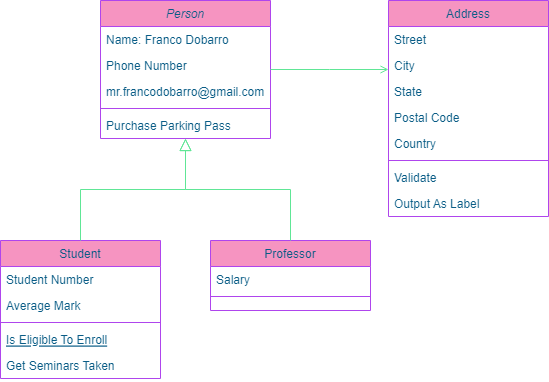 Person
Name: Franco Dobarro
Phone Number
mr.francodobarro@gmail.com
Purchase Parking Pass
Address
Street
City
State
Postal Code
Country
Validate
Output As Label
Student
Student Number
Average Mark
Is Eligible To Enroll
Get Seminars Taken
Professor
Salary